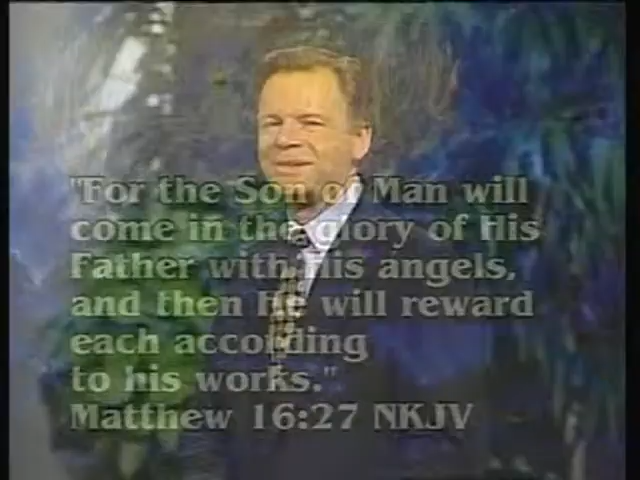 "For the Son of Man will
come in the glory of His
Father with His angels,
and then He will reward
each according
to his works."
Matthew 16:27 NKJV